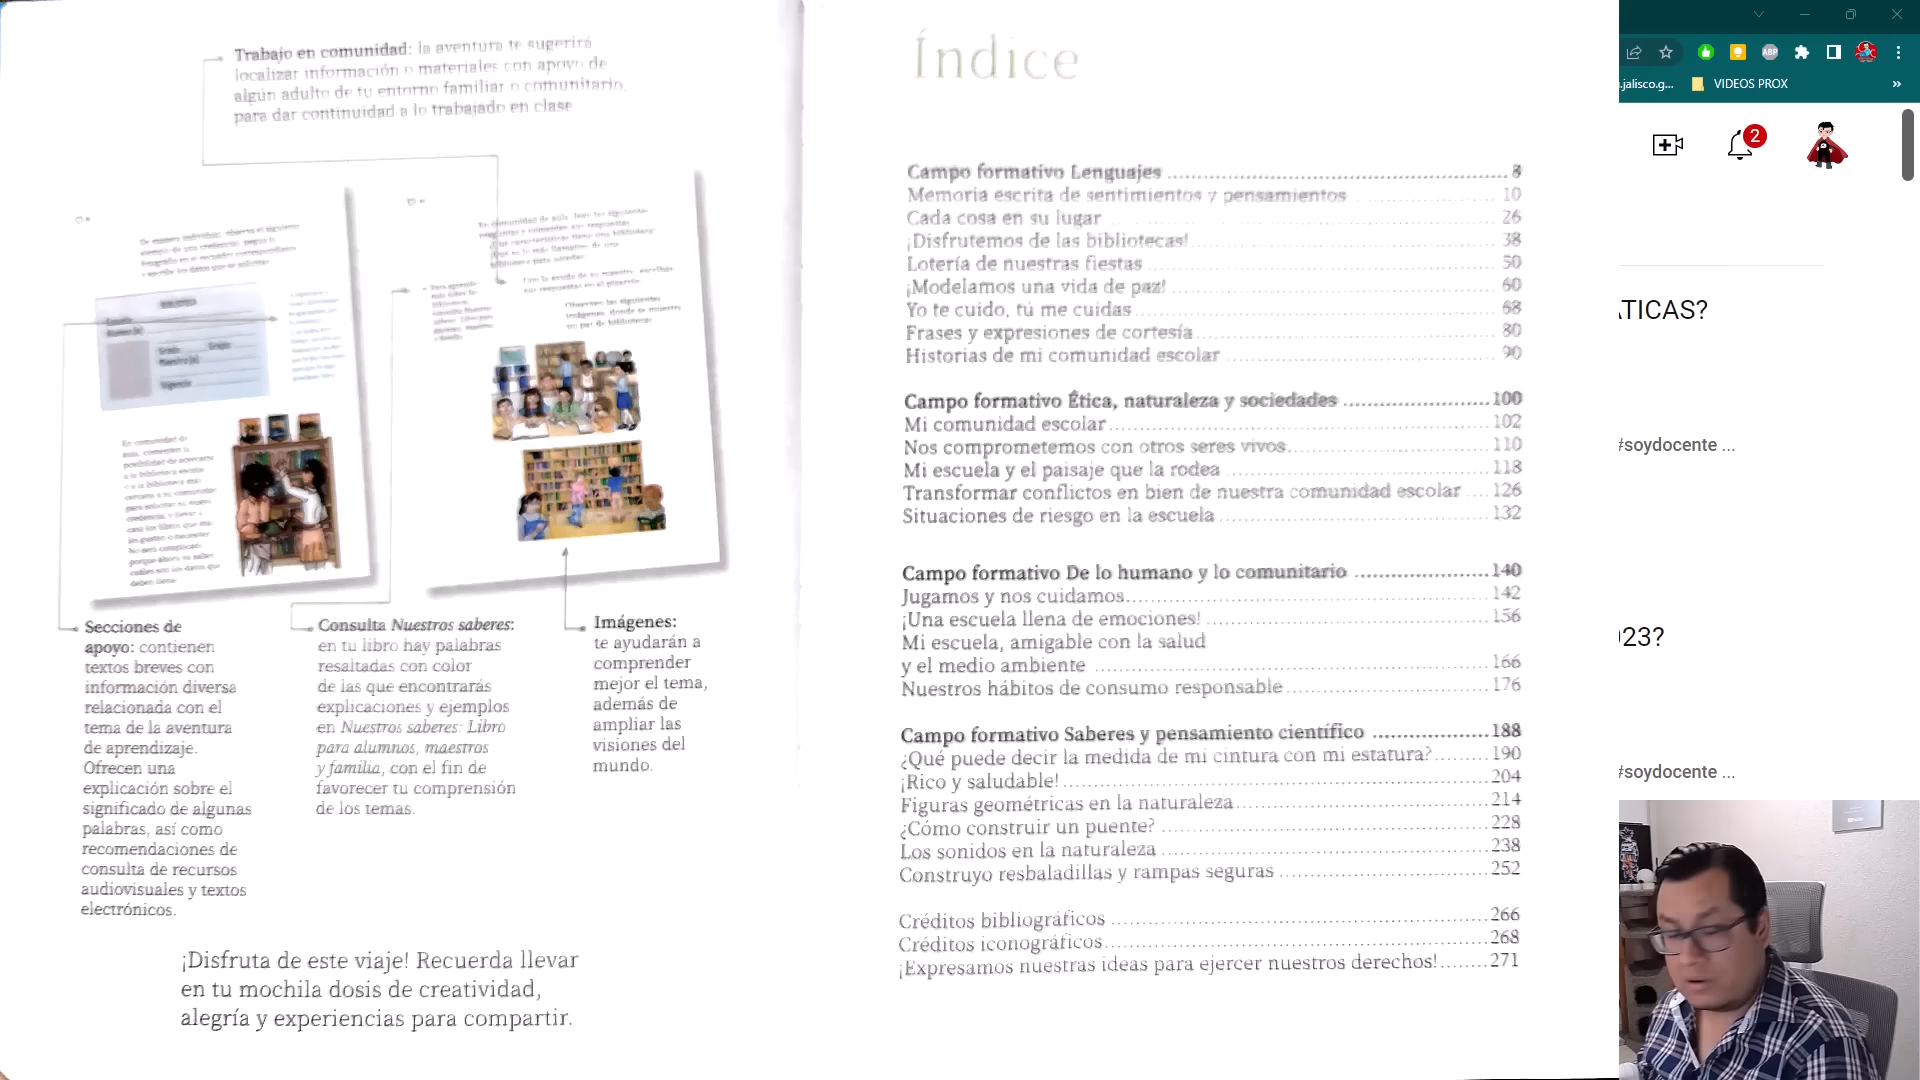 Trabajo en comunidad: la aventura te sugerirá
localizar información o materiales con apoyo de
algún adulto de tu entorno familiar o comunitario,
para dar continuidad a lo trabajado en clase
Secciones de
apoyo: contienen
textos breves con
información diversa
relacionada con el
tema de la aventura
de aprendizaje.
Ofrecen una
explicación sobre el
significado de algunas
palabras, así como
recomendaciones de
consulta de recursos
audiovisuales y textos
electrónicos.
Consulta Nuestros saberes:
en tu libro hay palabras
resaltadas con color
de las que encontrarás
explicaciones y ejemplos
en Nuestros saberes: Libro
para alumnos, maestros
y familia, con el fin de
favorecer tu comprensión
de los temas.
Imágenes:
te ayudarán a
comprender
mejor el tema,
además de
ampliar las
visiones del
mundo.
¡Disfruta de este viaje! Recuerda llevar
en tu mochila dosis de creatividad,
alegría y experiencias para compartir.
Índice
Campo formativo Lenguajes 8
Memoria escrita de sentimientos y pensamientos 10
Cada cosa en su lugar 26
¡Disfrutemos de las bibliotecas! 38
Lotería de nuestras fiestas 50
¡Modelamos una vida de paz! 60
Yo te cuido, tú me cuidas 68
Frases y expresiones de cortesía 80
Historias de mi comunidad escolar 90
Campo formativo Ética, naturaleza y sociedades 100
Mi comunidad escolar 102
Nos comprometemos con otros seres vivos 110
Mi escuela y el paisaje que la rodea 118
Transformar conflictos en bien de nuestra comunidad escolar 126
Situaciones de riesgo en la escuela 132
Campo formativo De lo humano y lo comunitario 140
Jugamos y nos cuidamos 142
¡Una escuela llena de emociones! 156
Mi escuela, amigable con la salud
y el medio ambiente 166
Nuestros hábitos de consumo responsable 176
Campo formativo Saberes y pensamiento científico 188
¿Qué puede decir la medida de mi cintura con mi estatura? 190
¡Rico y saludable! 204
Figuras geométricas en la naturaleza 214
¿Cómo construir un puente? 228
Los sonidos en la naturaleza 238
Construyo resbaladillas y rampas seguras 252
Créditos bibliográficos 266
Créditos iconográficos 268
¡Expresamos nuestras ideas para ejercer nuestros derechos! 271
ABP
.jalisco.g...
VIDEOS PROX
»
2
ATICAS?
#soydocente ...
023?
#soydocente ...